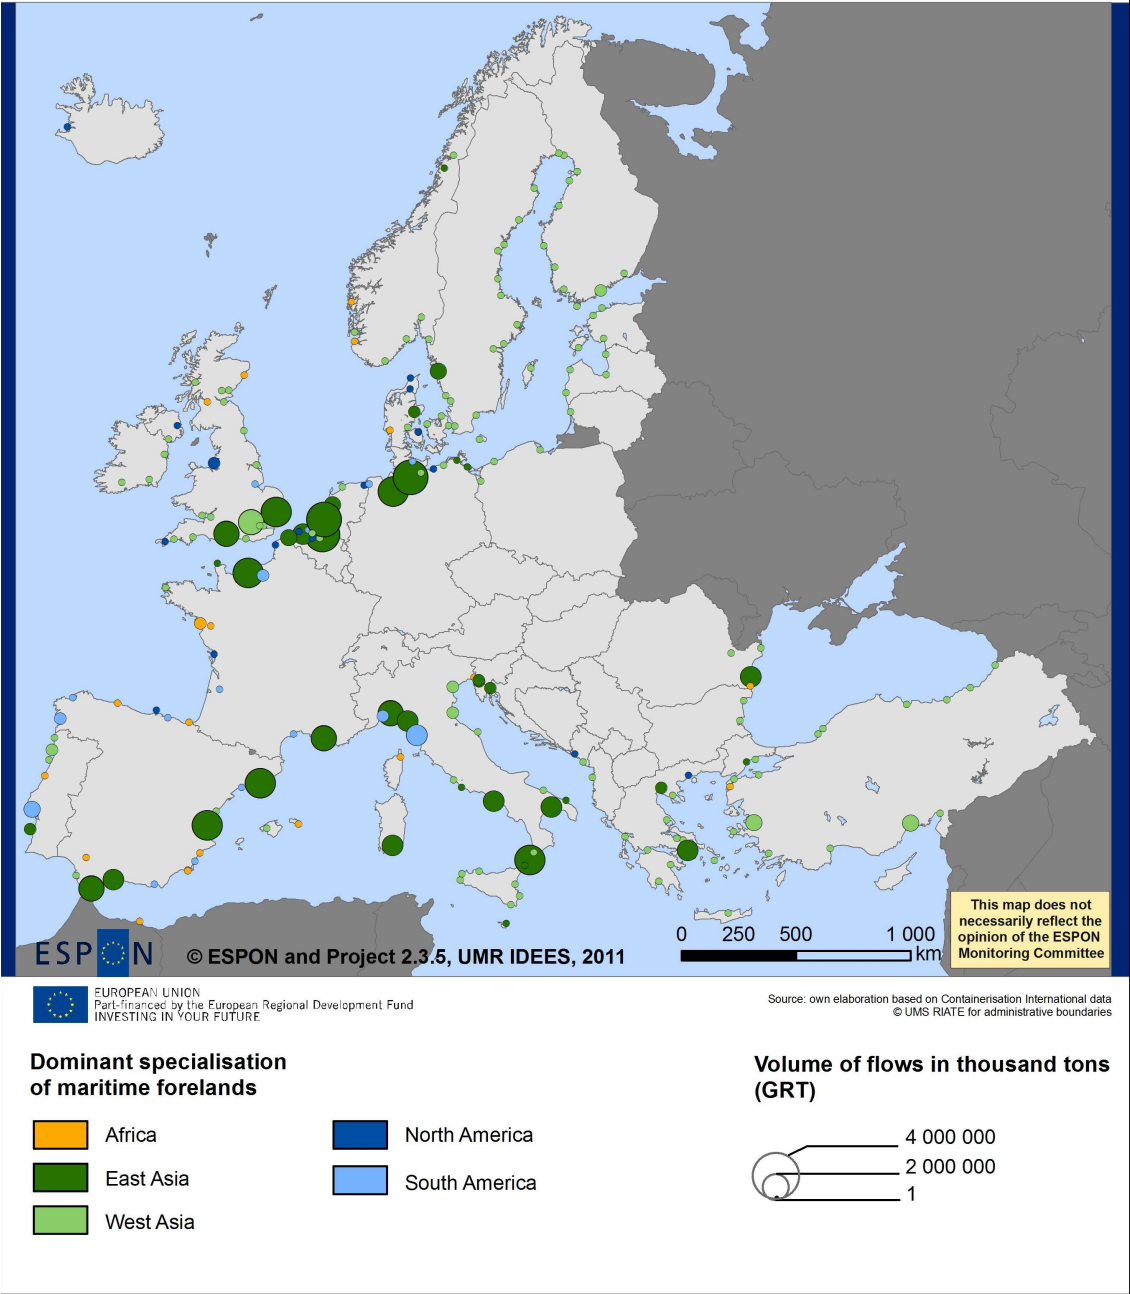 This map does not
necessarily reflect the
opinion of the ESPON
Monitoring Committee
0 250 500 1 000
km
ESPON
© ESPON and Project 2.3.5, UMR IDEES, 2011
EUROPEAN UNION
Part-financed by the European Regional Development Fund
INVESTING IN YOUR FUTURE
Source: own elaboration based on Containerisation International data
© UMS RIATE for administrative boundaries
Dominant specialisation
of maritime forelands
Africa
East Asia
West Asia
North America
South America
Volume of flows in thousand tons
(GRT)
4 000 000
2 000 000
1